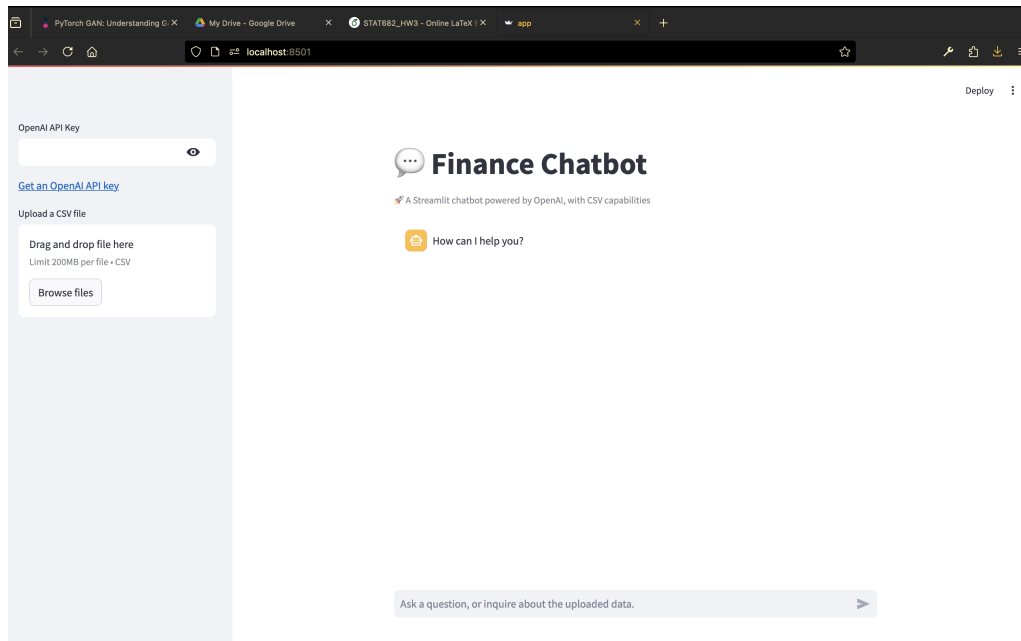 PyTorch GAN: Understanding G
My Drive - Google Drive
STAT682_HW3 - Online LaTeX
app
localhost:8501
Deploy
OpenAI API Key
Get an OpenAI API key
Upload a CSV file
Drag and drop file here
Limit 200MB per file • CSV
Browse files
Finance Chatbot
A Streamlit chatbot powered by OpenAI, with CSV capabilities
How can I help you?
Ask a question, or inquire about the uploaded data.